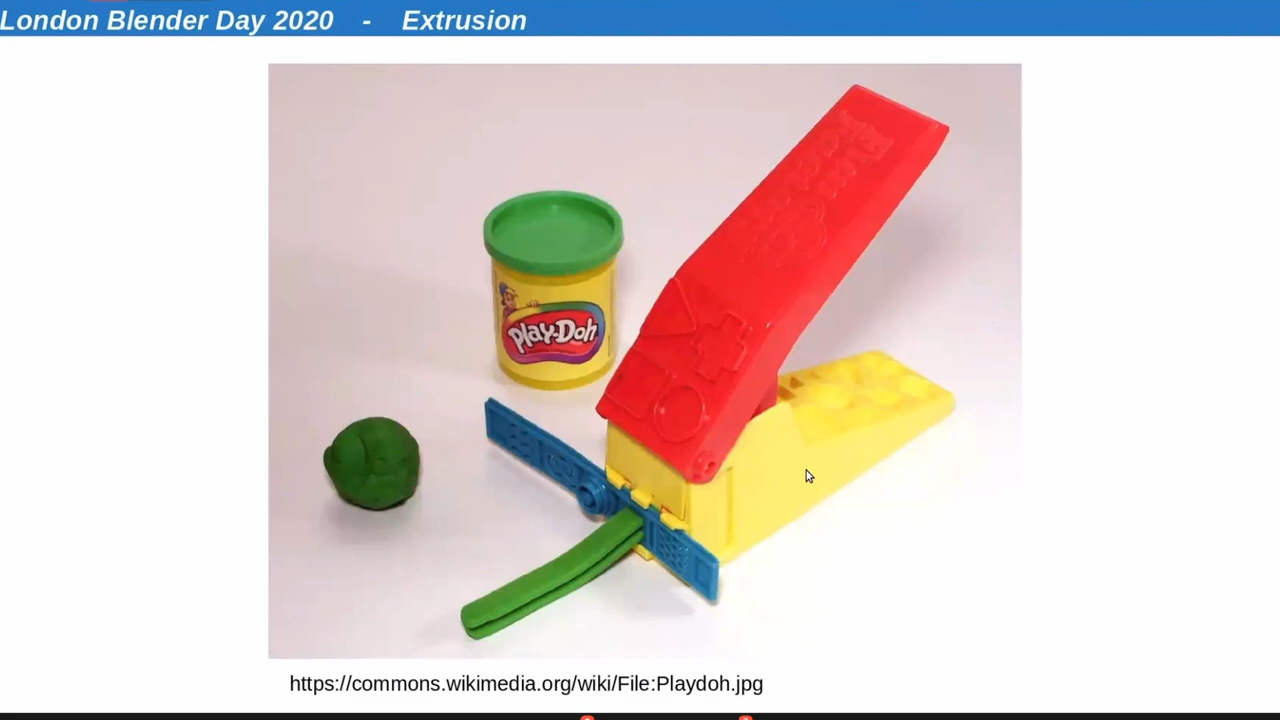 London Blender Day 2020 - Extrusion
Play-Doh
https://commons.wikimedia.org/wiki/File:Playdoh.jpg